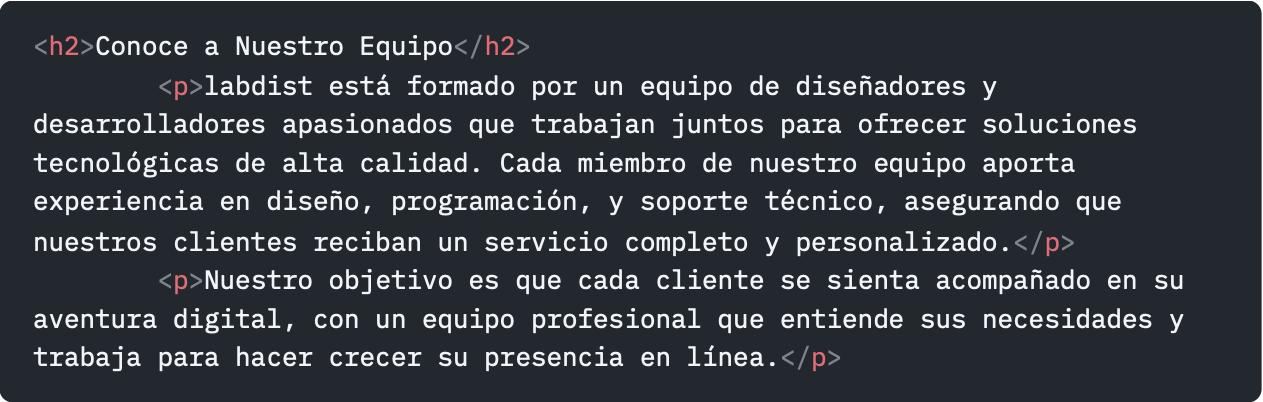 <h2>Conoce a Nuestro Equipo</h2>
<p>labdist está formado por un equipo de diseñadores y
desarrolladores apasionados que trabajan juntos para ofrecer soluciones
tecnológicas de alta calidad. Cada miembro de nuestro equipo aporta
experiencia en diseño, programación, y soporte técnico, asegurando que
nuestros clientes reciban un servicio completo y personalizado.</p>
<p>Nuestro objetivo es que cada cliente se sienta acompañado en su
aventura digital, con un equipo profesional que entiende sus necesidades y
trabaja para hacer crecer su presencia en línea.</p>